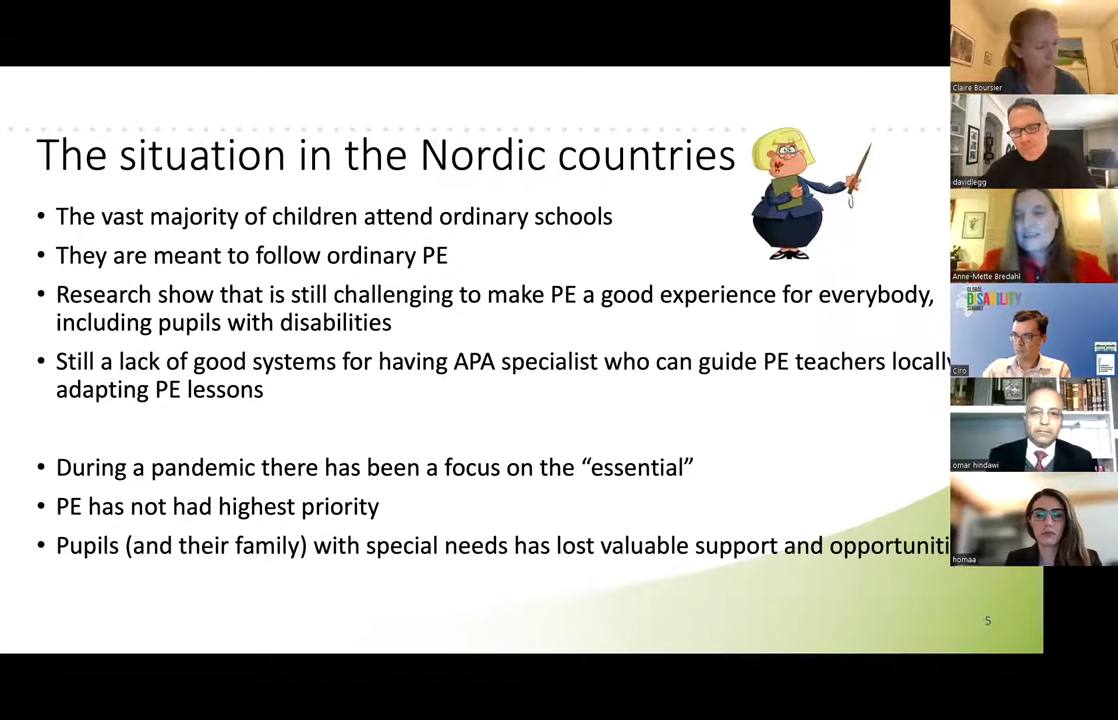 The situation in the Nordic countries
• The vast majority of children attend ordinary schools
• They are meant to follow ordinary PE
• Research show that is still challenging to make PE a good experience for everybody,
including pupils with disabilities
• Still a lack of good systems for having APA specialist who can guide PE teachers
adapting PE lessons
• During a pandemic there has been a focus on the “essential”
• PE has not had highest priority
• Pupils (and their family) with special needs has lost valuable support and
5
Claire Boursier
davidlegg
Anne-Mette Bredahl
GLOBAL
DISABILITY
SUMMIT
Ciro
omar hindawi
homaa